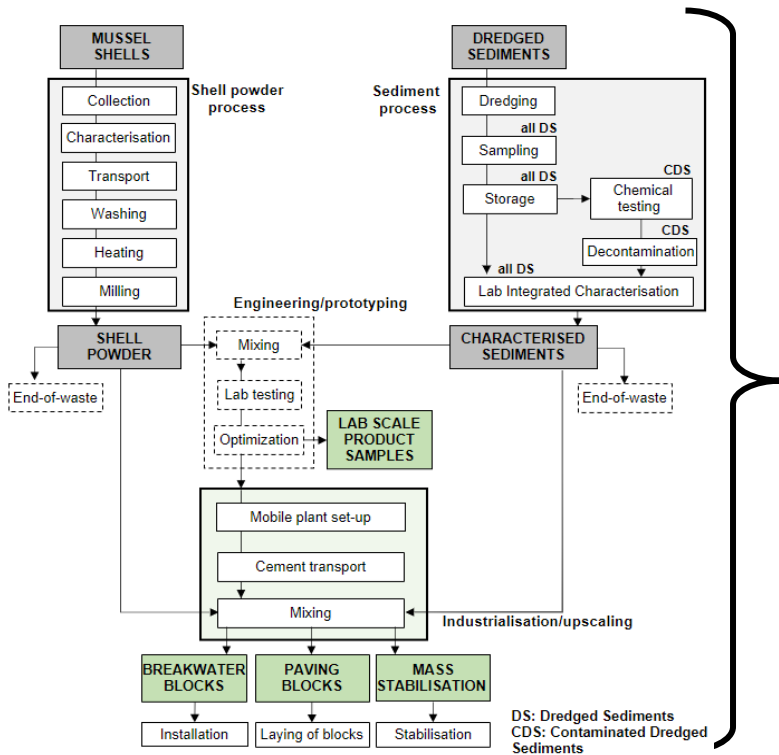 MUSSEL
SHELLS
DREDGED
SEDIMENTS
Shell powder
process
Collection
Characterisation
Transport
Washing
Heating
Milling
Sediment
process
Dredging
all DS
Sampling
all DS
Storage
CDS
Chemical
testing
CDS
Decontamination
all DS
Lab Integrated Characterisation
Engineering/prototyping
SHELL
POWDER
Mixing
CHARACTERISED
SEDIMENTS
End-of-waste
Lab testing
End-of-waste
Optimization
LAB SCALE
PRODUCT
SAMPLES
Mobile plant set-up
Cement transport
Mixing
Industrialisation/upscaling
BREAKWATER
BLOCKS
PAVING
BLOCKS
MASS
STABILISATION
Installation
Laying of blocks
Stabilisation
DS: Dredged Sediments
CDS: Contaminated Dredged
Sediments